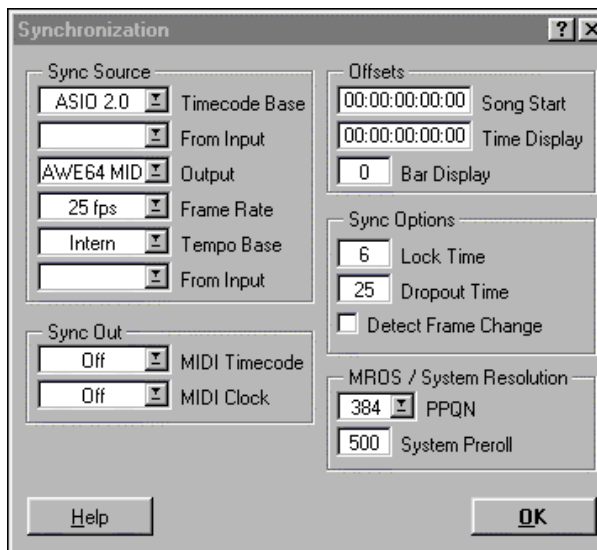 Synchronization
Sync Source
ASIO 2.0 Timecode Base
From Input
AWE64 MID Output
25 fps Frame Rate
Intern Tempo Base
From Input
Sync Out
Off MIDI Timecode
Off MIDI Clock
Offsets
00:00:00:00:00 Song Start
00:00:00:00:00 Time Display
0 Bar Display
Sync Options
6 Lock Time
25 Dropout Time
Detect Frame Change
MROS / System Resolution
384 PPQN
500 System Preroll
Help
OK